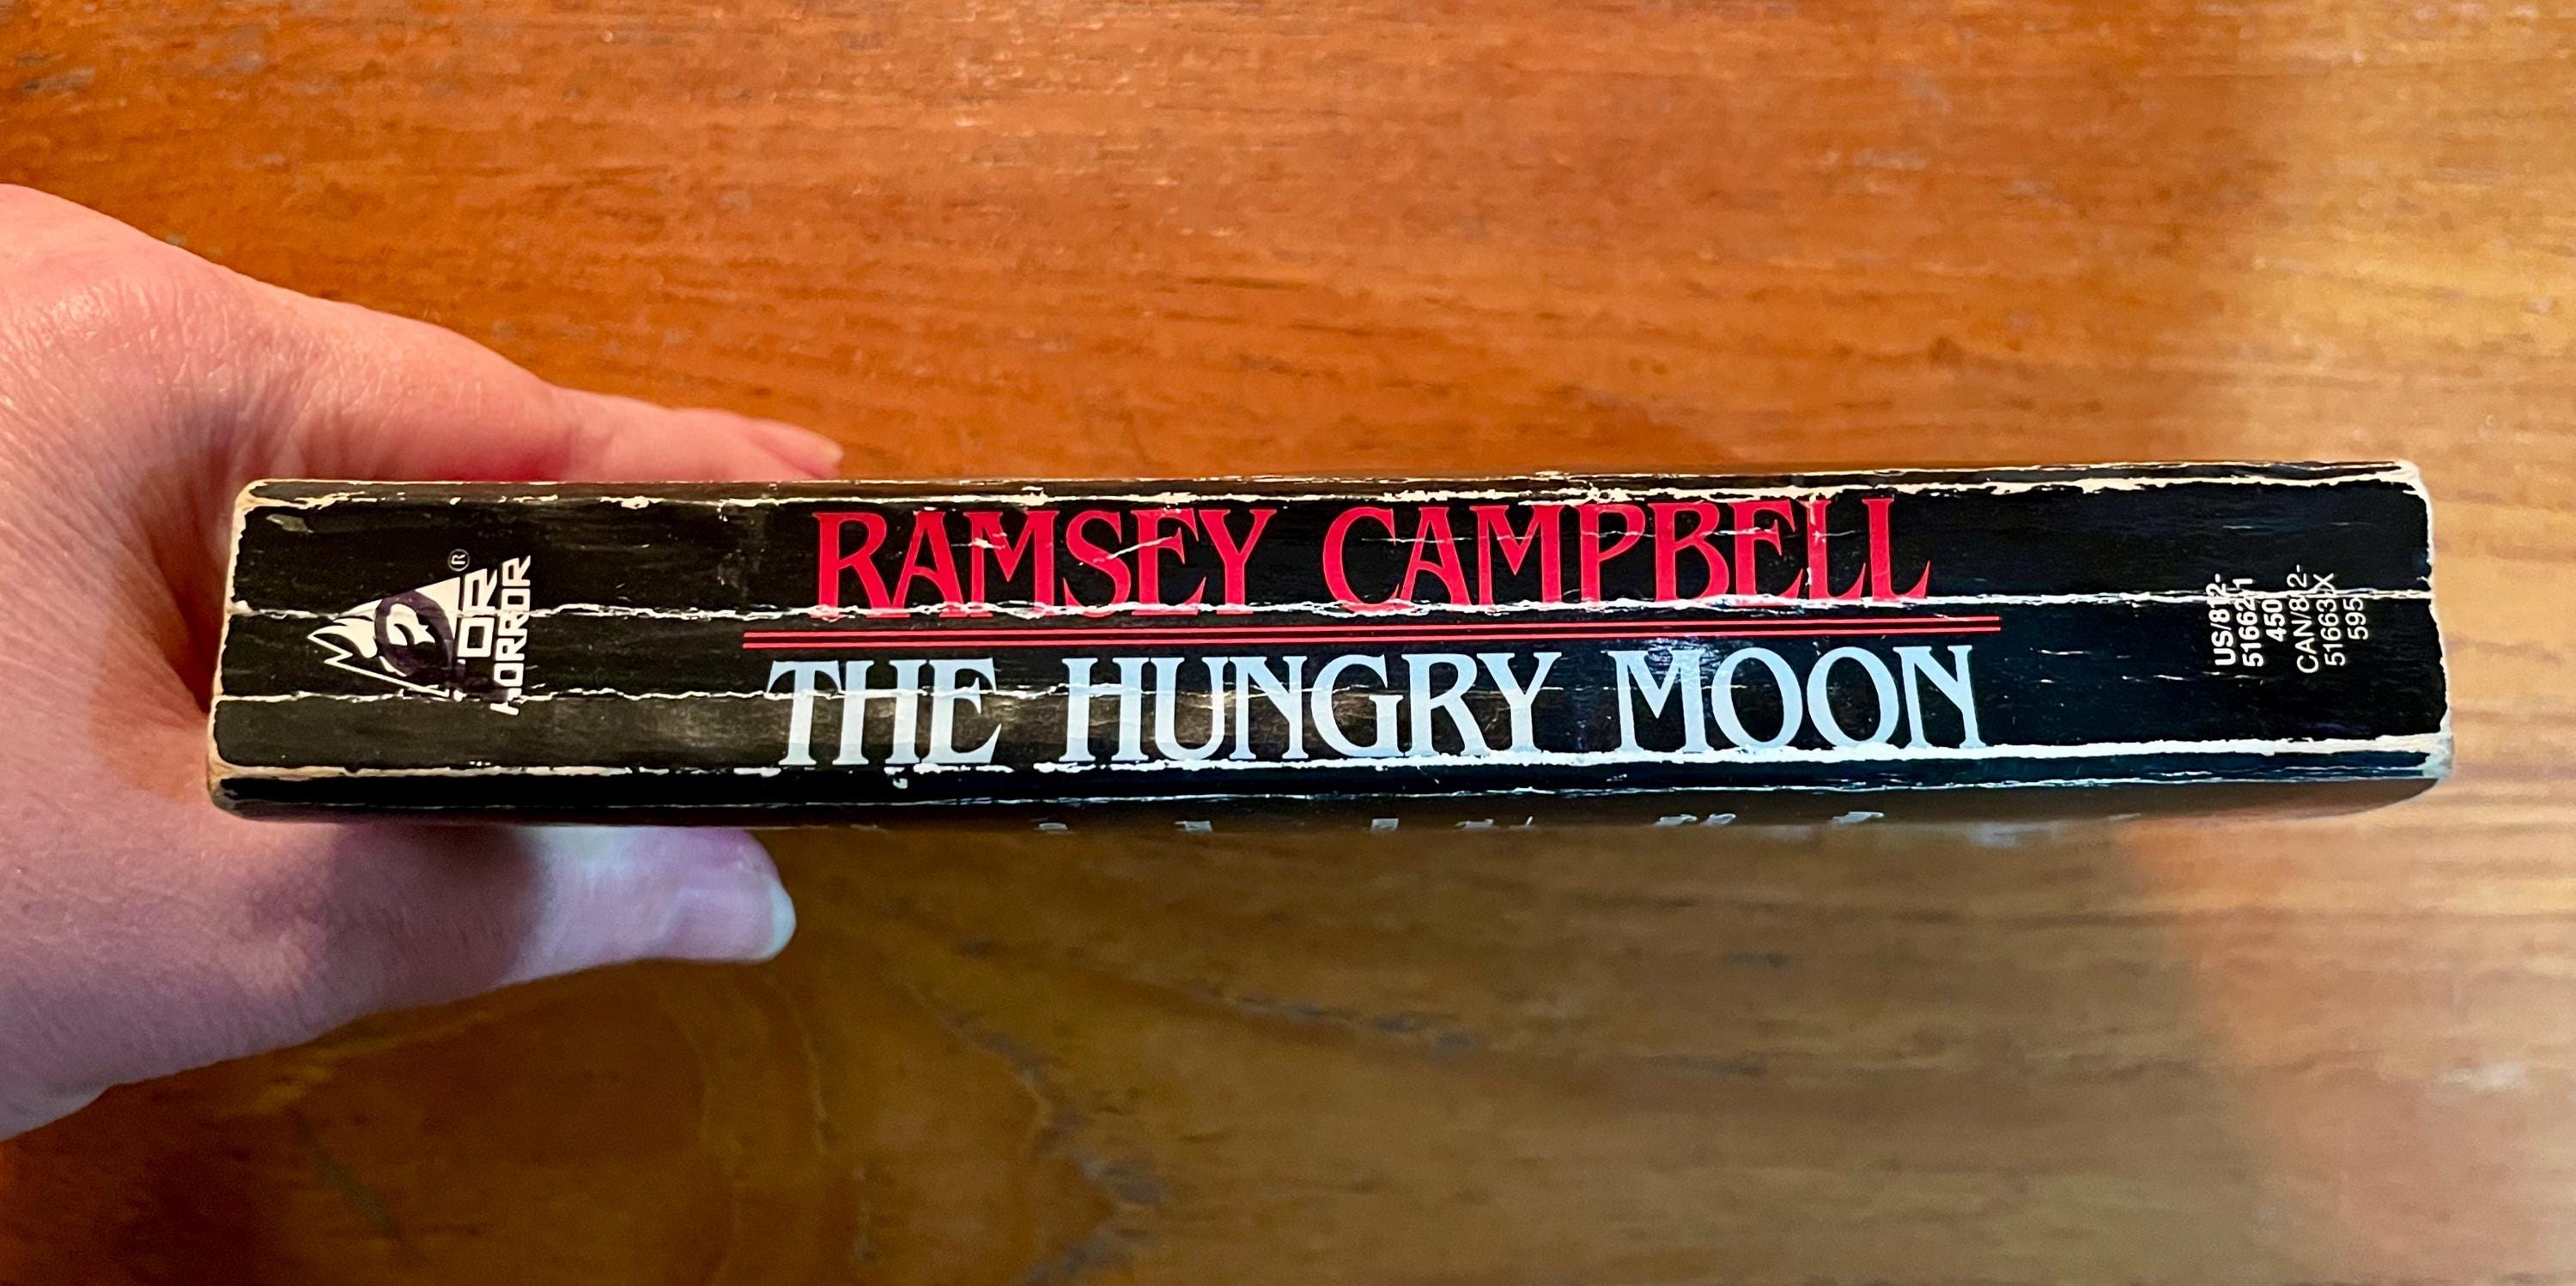 ®
TOR
HORROR
RAMSEY CAMPBELL
THE HUNGRY MOON
US/812-
51662-1
450
CAN/812-
51663-X
595